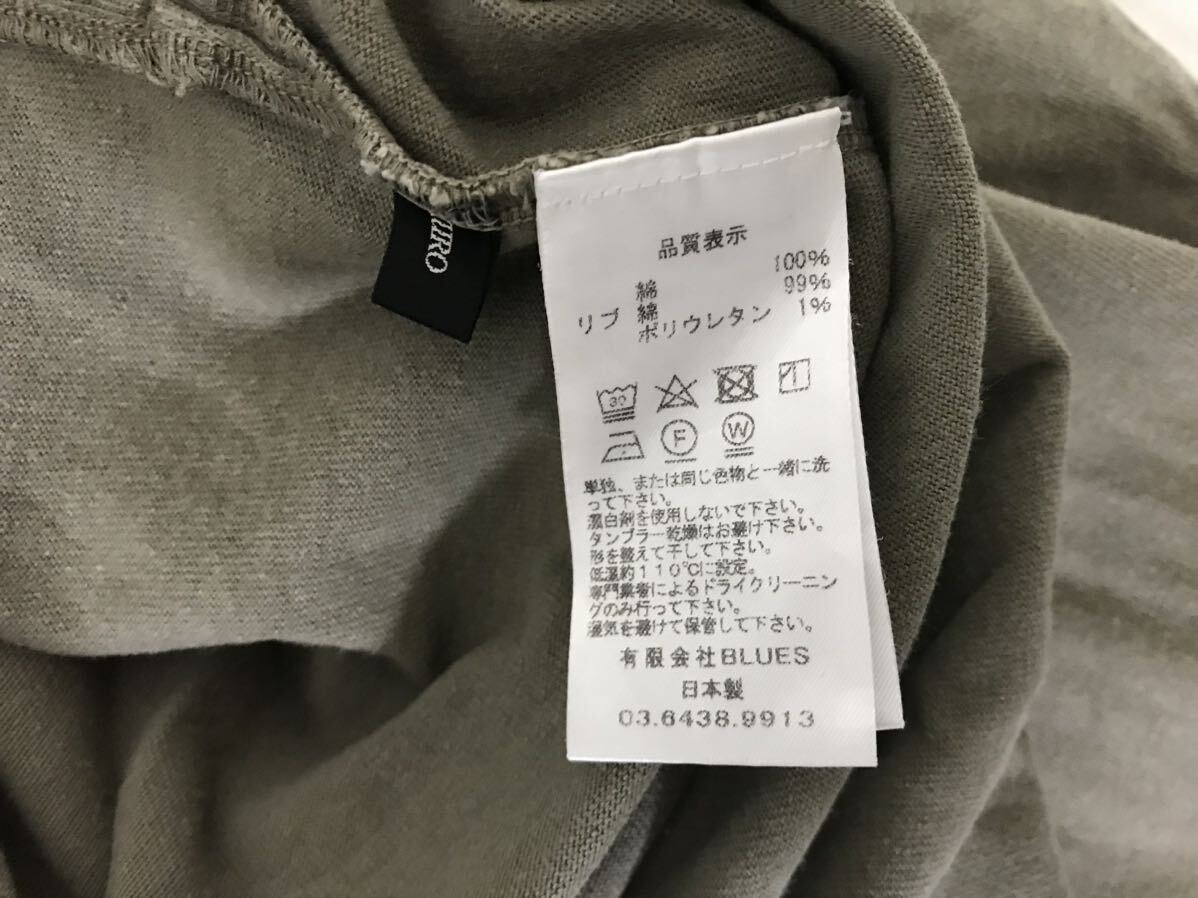 品質表示
綿 100%
リブ 綿 99%
ポリウレタン 1%
30
F W
単独、または同じ色物と一緒に洗
って下さい。
漂白剤を使用しないで下さい。
タンブラー乾燥はお避け下さい。
形を整えて干して下さい。
低温約110℃に設定。
専門業者によるドライクリーニン
グのみ行って下さい。
湿気を避けて保管して下さい。
有限会社BLUES
日本製
03.6438.9913